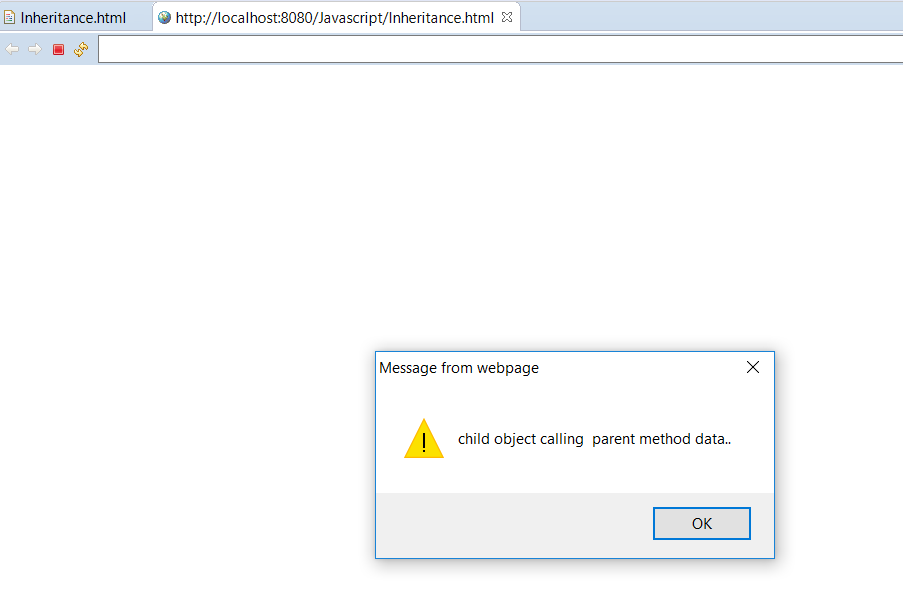 Inheritance.html
http://localhost:8080/Javascript/Inheritance.html
Message from webpage
child object calling  parent method data..
OK